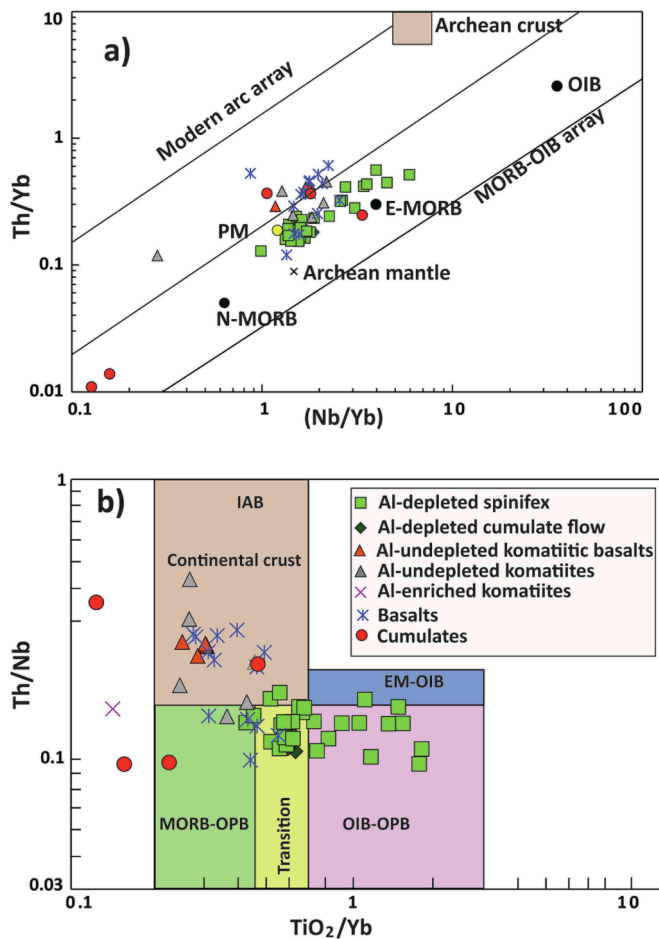 10
a)
Archean crust
Modern arc array
OIB
1
MORB-OIB array
Th/Yb
E-MORB
PM
0.1
Archean mantle
N-MORB
0.01
0.1
1
10
100
(Nb/Yb)
1
b)
IAB
Continental crust
Al-depleted spinifex
Al-depleted cumulate flow
Al-undepleted komatiitic basalts
Al-undepleted komatiites
Al-enriched komatiites
Basalts
Cumulates
Th/Nb
EM-OIB
0.1
MORB-OPB
Transition
OIB-OPB
0.03
0.1
1
10
TiO₂/Yb